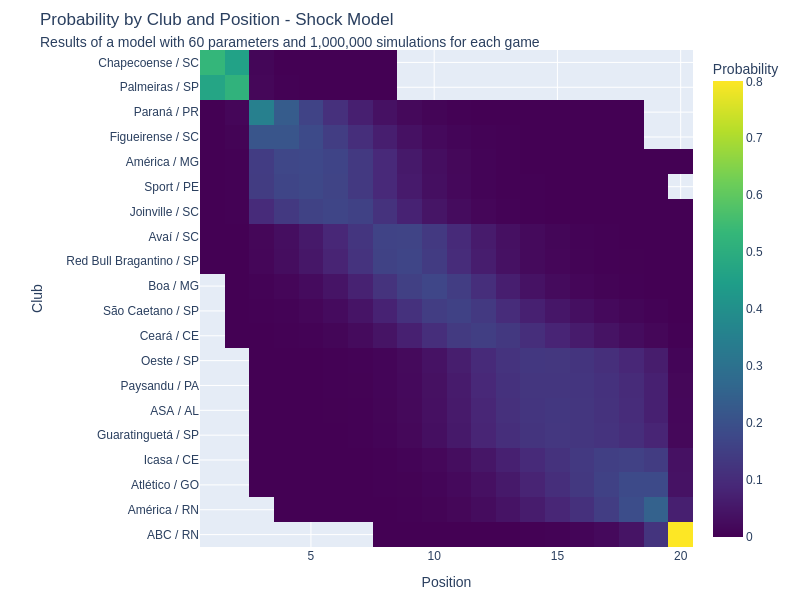 Probability by Club and Position - Shock Model
Results of a model with 60 parameters and 1,000,000 simulations for each game
Probability
Chapecoense / SC
Palmeiras / SP
Paraná / PR
Figueirense / SC
América / MG
Sport / PE
Joinville / SC
Avaí / SC
Red Bull Bragantino / SP
Boa / MG
São Caetano / SP
Ceará / CE
Oeste / SP
Paysandu / PA
ASA / AL
Guaratinguetá / SP
Icasa / CE
Atlético / GO
América / RN
ABC / RN
Club
5
10
15
20
Position
0.8
0.7
0.6
0.5
0.4
0.3
0.2
0.1
0